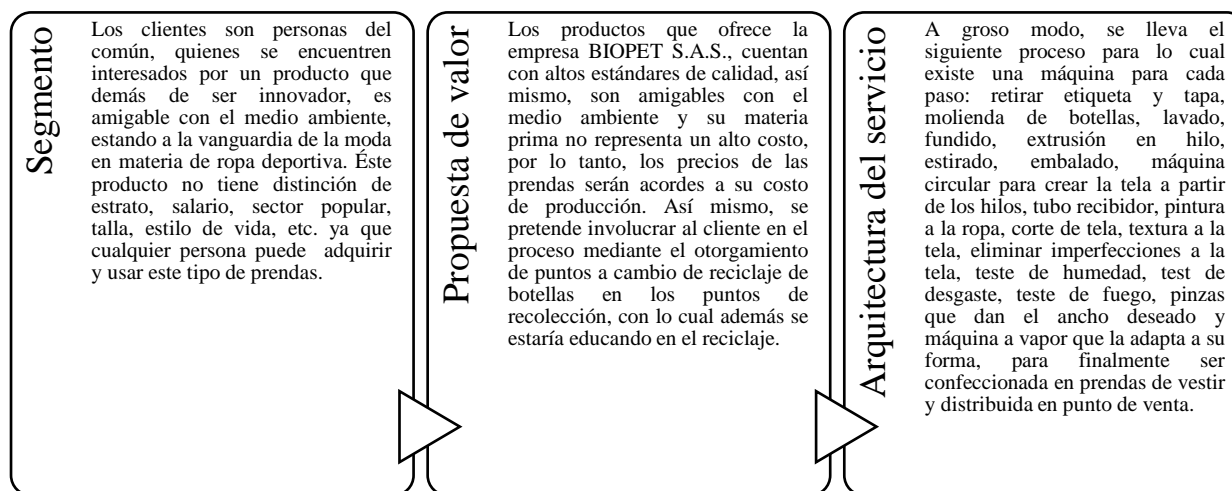 Segmento
Los clientes son personas del
común, quienes se encuentren
interesados por un producto que
demás de ser innovador, es
amigable con el medio ambiente,
estando a la vanguardia de la moda
en materia de ropa deportiva. Éste
producto no tiene distinción de
estrato, salario, sector popular,
talla, estilo de vida, etc. ya que
cualquier persona puede adquirir
y usar este tipo de prendas.
Propuesta de valor
Los productos que ofrece la
empresa BIOPET S.A.S., cuentan
con altos estándares de calidad, así
mismo, son amigables con el
medio ambiente y su materia
prima no representa un alto costo,
por lo tanto, los precios de las
prendas serán acordes a su costo
de producción. Así mismo, se
pretende involucrar al cliente en el
proceso mediante el otorgamiento
de puntos a cambio de reciclaje de
botellas en los puntos de
recolección, con lo cual además se
estaría educando en el reciclaje.
Arquitectura del servicio
A groso modo, se lleva el
siguiente proceso para lo cual
existe una máquina para cada
paso: retirar etiqueta y tapa,
molienda de botellas, lavado,
fundido, extrusión en hilo,
estirado, embalado, máquina
circular para crear la tela a partir
de los hilos, tubo recibidor, pintura
a la ropa, corte de tela, textura a la
tela, eliminar imperfecciones a la
tela, teste de humedad, test de
desgaste, teste de fuego, pinzas
que dan el ancho deseado y
máquina a vapor que la adapta a su
forma, para finalmente ser
confeccionada en prendas de vestir
y distribuida en punto de venta.